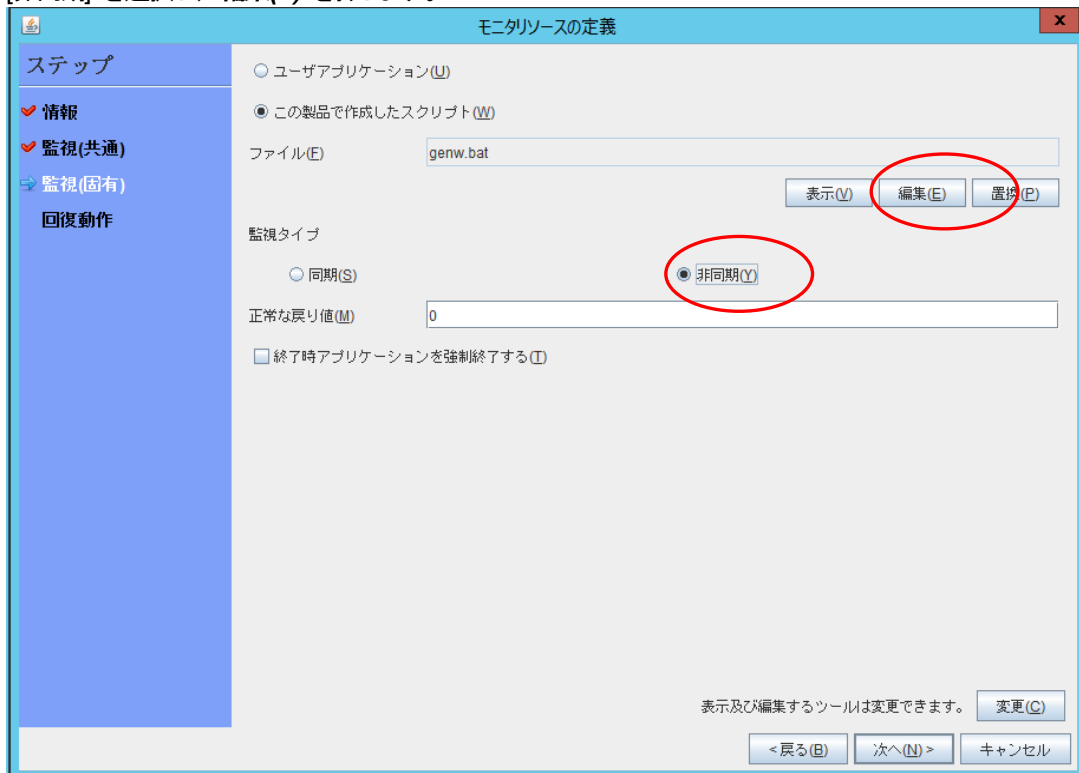 モニタリソースの定義
x
ステップ
情報
監視(共通)
監視(固有)
回復動作
ユーザアプリケーション(U)
この製品で作成したスクリプト(W)
ファイル(F) genw.bat
表示(V) 編集(E) 置換(P)
監視タイプ
同期(S) 非同期(Y)
正常な戻り値(M) 0
終了時アプリケーションを強制終了する(T)
表示及び編集するツールは変更できます。 変更(C)
<戻る(B) 次へ(N)> キャンセル